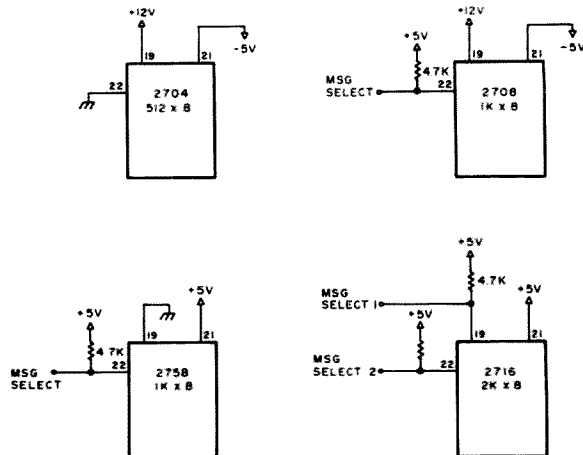 +12V
19
21
-5V
22
2704
512 x 8
+12V
+5V
19
21
-5V
4.7K
MSG
SELECT
22
2708
1K x 8
+5V
+5V
19
21
4.7K
MSG
SELECT
22
2758
1K x 8
+5V
4.7K
MSG
SELECT 1
+5V
+5V
19
21
MSG
SELECT 2
22
2716
2K x 8